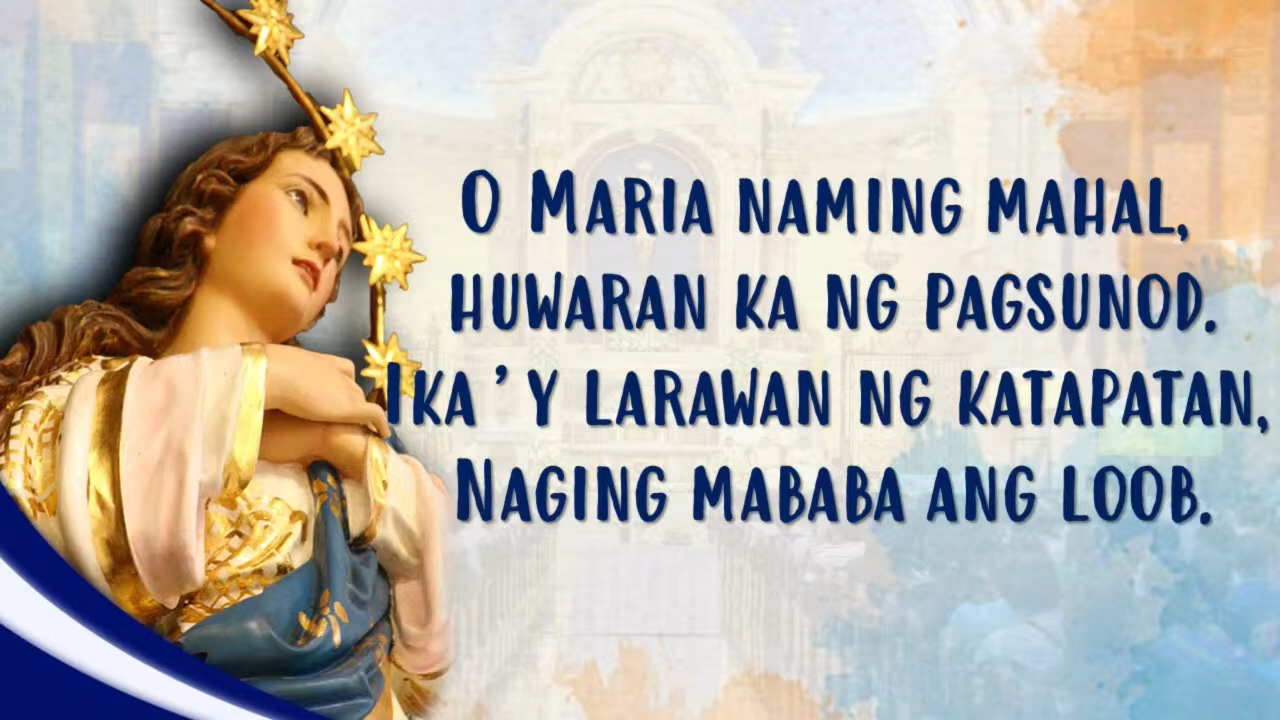 O Maria naming mahal,
huwaran ka ng pagsunod.
Ika'y larawan ng katapatan,
Naging mababa ang loob.